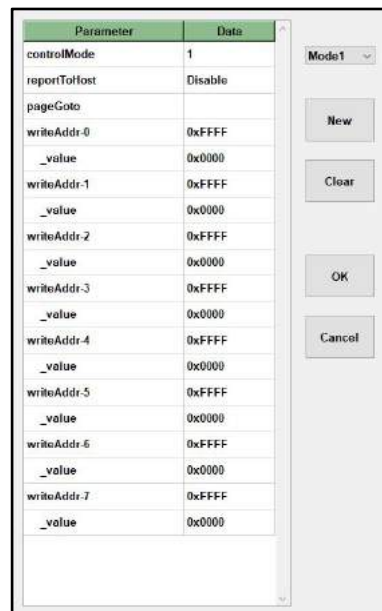 Parameter Data
controlMode 1
reportToHost Disable
pageGoto
writeAddr-0 0xFFFF
_value 0x0000
writeAddr-1 0xFFFF
_value 0x0000
writeAddr-2 0xFFFF
_value 0x0000
writeAddr-3 0xFFFF
_value 0x0000
writeAddr-4 0xFFFF
_value 0x0000
writeAddr-5 0xFFFF
_value 0x0000
writeAddr-6 0xFFFF
_value 0x0000
writeAddr-7 0xFFFF
_value 0x0000
Mode1
New
Clear
OK
Cancel